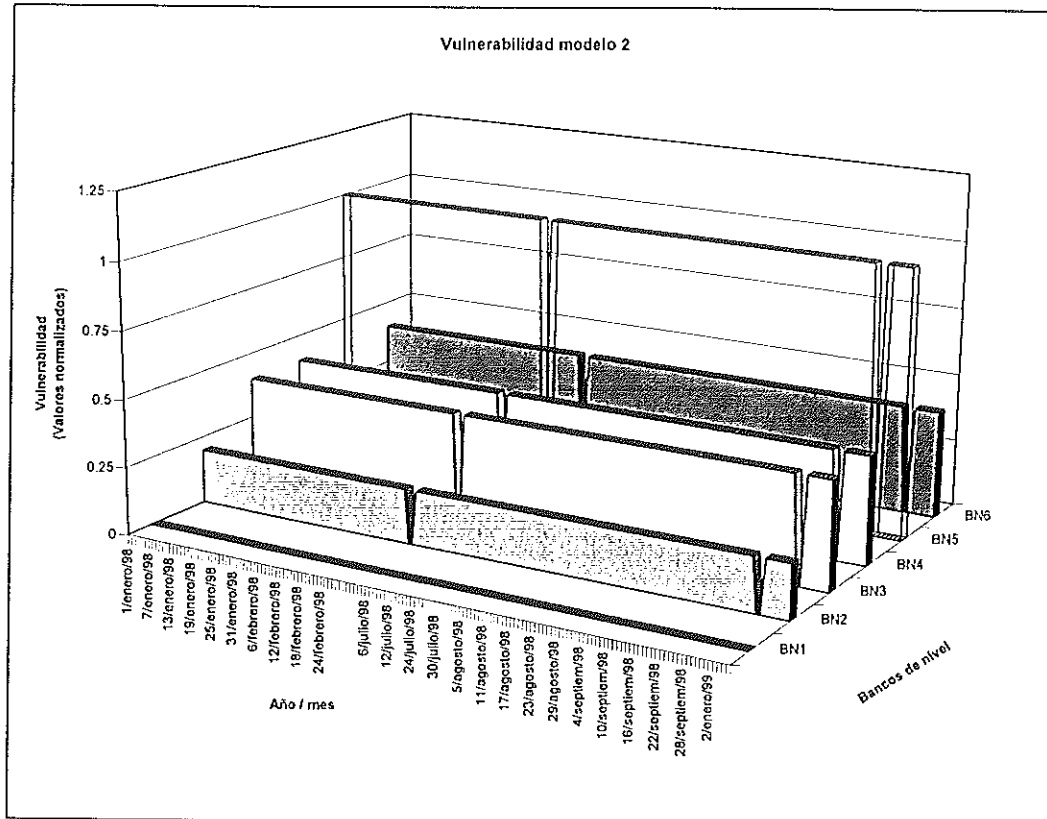 Vulnerabilidad modelo 2
1.25
1
0.75
0.5
0.25
0
Vulnerabilidad
(Valores normalizados)
1/enero/98
7/enero/98
13/enero/98
19/enero/98
25/enero/98
31/enero/98
6/febrero/98
12/febrero/98
18/febrero/98
24/febrero/98
6/julio/98
12/julio/98
24/julio/98
30/julio/98
5/agosto/98
11/agosto/98
17/agosto/98
23/agosto/98
29/agosto/98
4/septiem/98
10/septiem/98
16/septiem/98
22/septiem/98
28/septiem/98
2/enero/99
Año / mes
BN1
BN2
BN3
BN4
BN5
BN6
Bancos de nivel